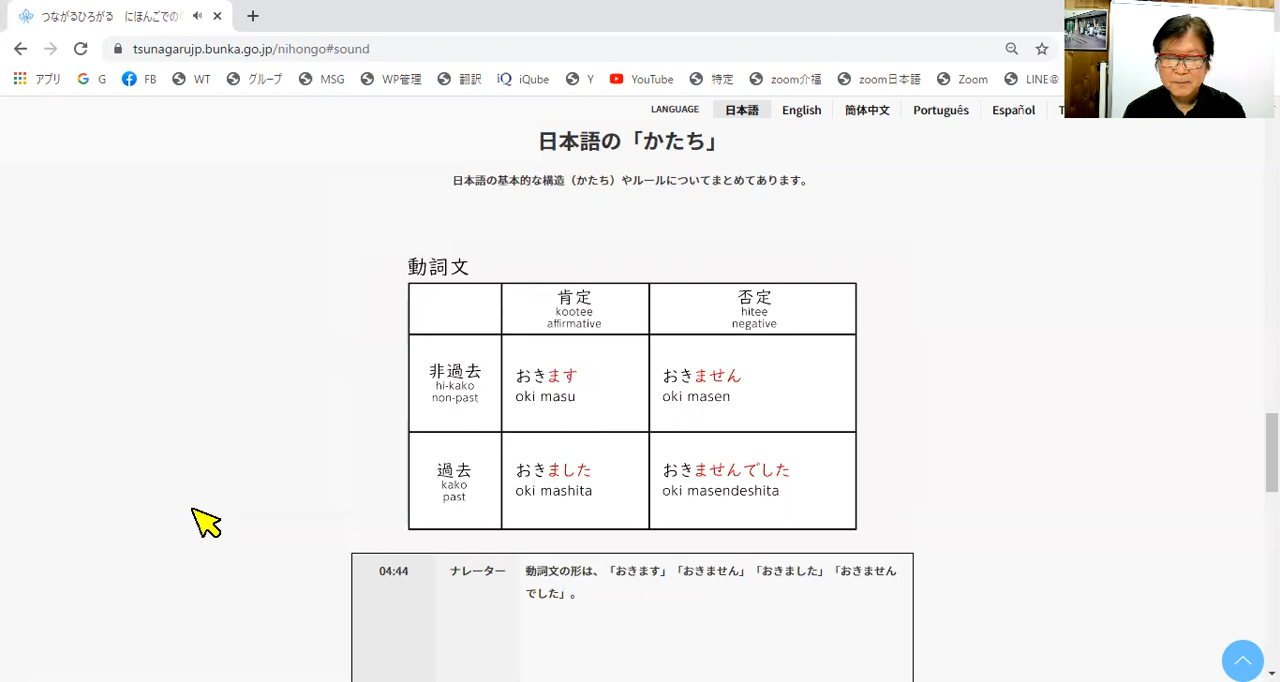 つながるひろがる　にほんごでの
tsunagarujp.bunka.go.jp/nihongo#sound
アプリ G FB WT グループ MSG WP管理 翻訳 iQ iQube Y YouTube 特定 zoom介福 zoom日本語 Zoom LINE@
LANGUAGE 日本語 English 簡体中文 Português Español
日本語の「かたち」
日本語の基本的な構造（かたち）やルールについてまとめてあります。
動詞文
肯定 否定
kootee hitee
affirmative negative
非過去
hi-kako
non-past
おきます おきません
oki masu oki masen
過去
kako
past
おきました おきませんでした
oki mashita oki masendeshita
04:44 ナレーター 動詞文の形は、「おきます」「おきません」「おきました」「おきません
でした」。